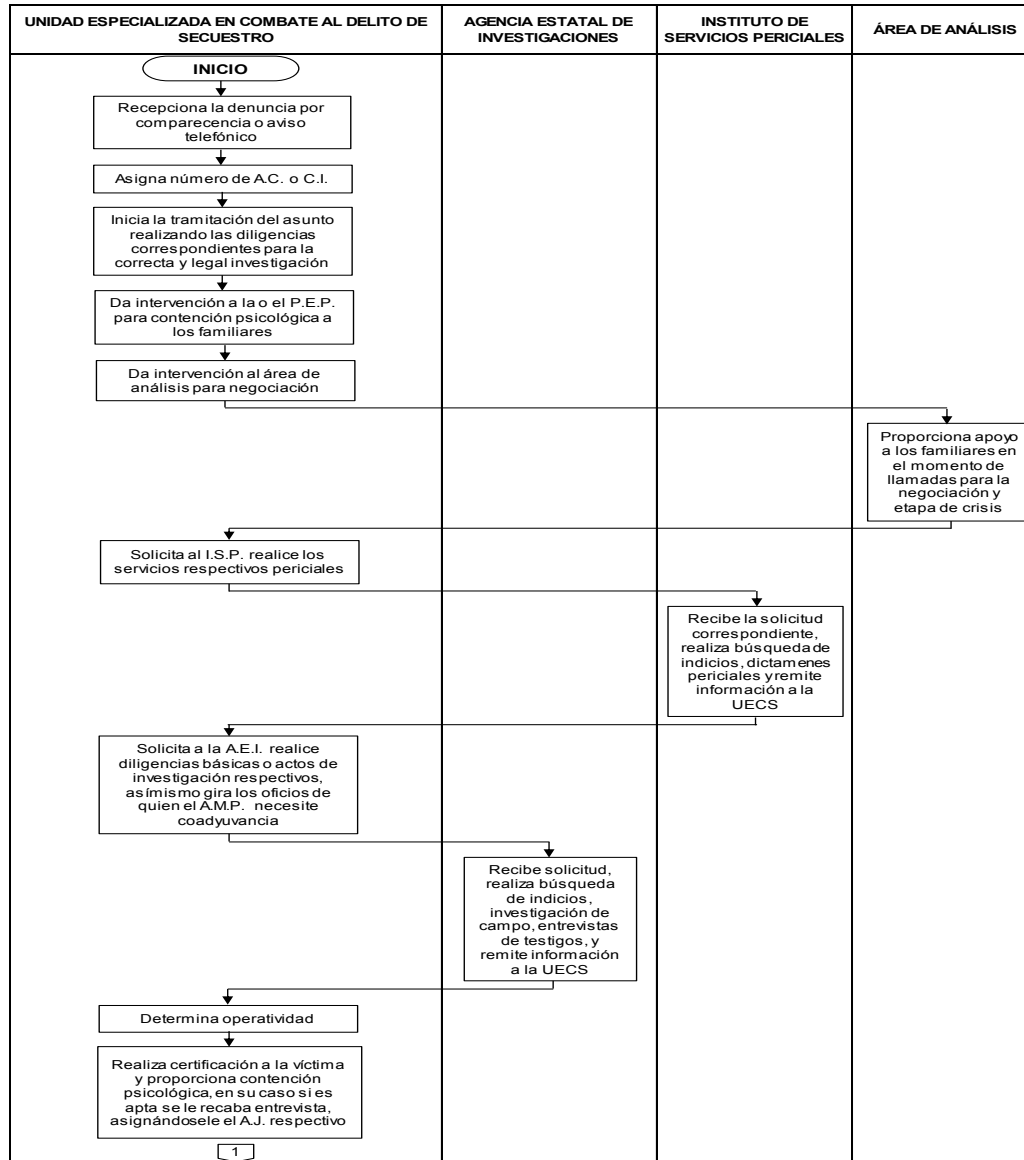 UNIDAD ESPECIALIZADA EN COMBATE AL DELITO DE
SECUESTRO
AGENCIA ESTATAL DE
INVESTIGACIONES
INSTITUTO DE
SERVICIOS PERICIALES
ÁREA DE ANÁLISIS
INICIO
Recepciona la denuncia por
comparecencia o aviso
telefónico
Asigna número de A.C. o C.I.
Inicia la tramitación del asunto
realizando las diligencias
correspondientes para la
correcta y legal investigación
Da intervención a la o el P.E.P.
para contención psicológica a
los familiares
Da intervención al área de
análisis para negociación
Proporciona apoyo
a los familiares en
el momento de
llamadas para la
negociación y
etapa de crisis
Solicita al I.S.P. realice los
servicios respectivos periciales
Recibe la solicitud
correspondiente,
realiza búsqueda de
indicios, dictamenes
periciales y remite
información a la
UECS
Solicita a la A.E.I. realice
diligencias básicas o actos de
investigación respectivos,
asímismo gira los oficios de
quien el A.M.P. necesite
coadyuvancia
Recibe solicitud,
realiza búsqueda
de indicios,
investigación de
campo, entrevistas
de testigos, y
remite información
a la UECS
Determina operatividad
Realiza certificación a la víctima
y proporciona contención
psicológica, en su caso si es
apta se le recaba entrevista,
asignándosele el A.J. respectivo
1